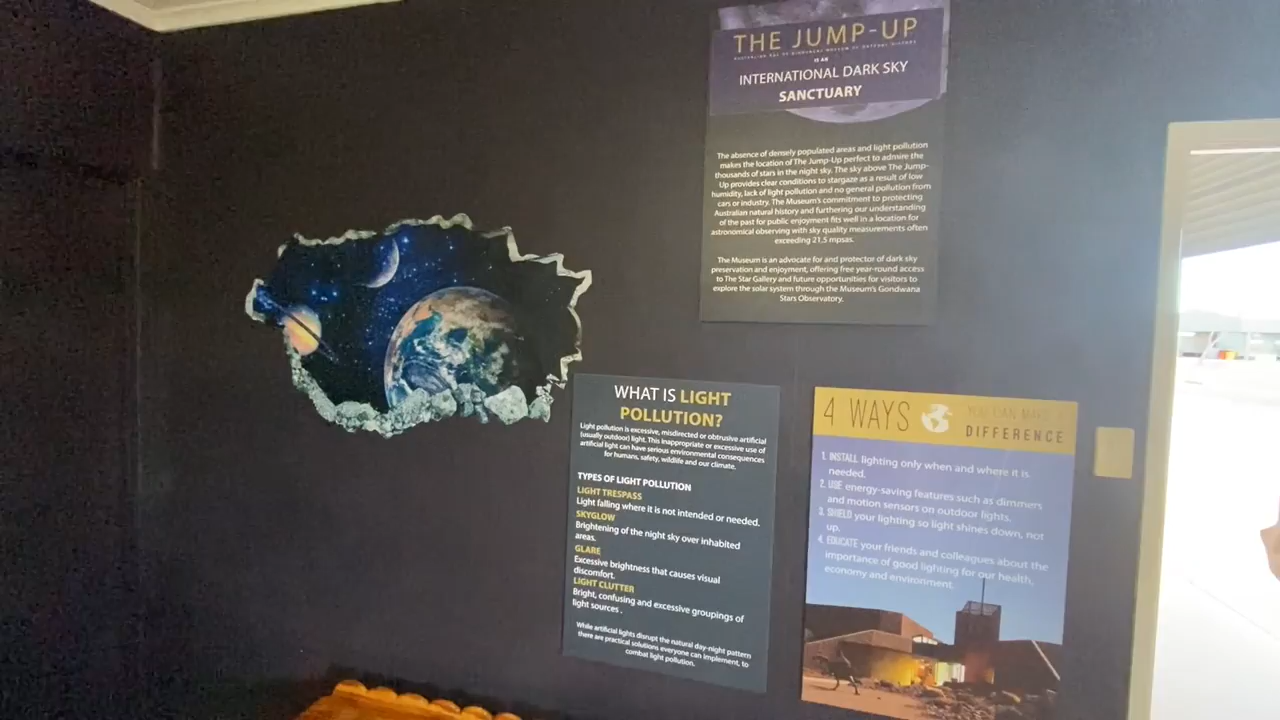 THE JUMP-UP
AUSTRALIAN AGE OF DINOSAURS MUSEUM OF NATURAL HISTORY
IS AN
INTERNATIONAL DARK SKY
SANCTUARY
The absence of densely populated areas and light pollution
makes the location of The Jump-Up perfect to admire the
thousands of stars in the night sky. The sky above The Jump-
Up provides clear conditions to stargaze as a result of low
humidity, lack of light pollution and no general pollution from
cars or industry. The Museum's commitment to protecting
Australian natural history and furthering our understanding
of the past for public enjoyment fits well in a location for
astronomical observing with sky quality measurements often
exceeding 21.5 mpsas.
The Museum is an advocate for and protector of dark sky
preservation and enjoyment, offering free year-round access
to The Star Gallery and future opportunities for visitors to
explore the solar system through the Museum's Gondwana
Stars Observatory.
WHAT IS LIGHT
POLLUTION?
Light pollution is excessive, misdirected or obtrusive artificial
(usually outdoor) light. This inappropriate or excessive use of
artificial light can have serious environmental consequences
for humans, safety, wildlife and our climate.
TYPES OF LIGHT POLLUTION
LIGHT TRESPASS
Light falling where it is not intended or needed.
SKYGLOW
Brightening of the night sky over inhabited
areas.
GLARE
Excessive brightness that causes visual
discomfort.
LIGHT CLUTTER
Bright, confusing and excessive groupings of
light sources .
While artificial lights disrupt the natural day-night pattern
there are practical solutions everyone can implement, to
combat light pollution.
4 WAYS YOU CAN MAKE A
DIFFERENCE
1. INSTALL lighting only when and where it is
needed.
2. USE energy-saving features such as dimmers
and motion sensors on outdoor lights.
3. SHIELD your lighting so light shines down, not
up.
4. EDUCATE your friends and colleagues about the
importance of good lighting for our health,
economy and environment.